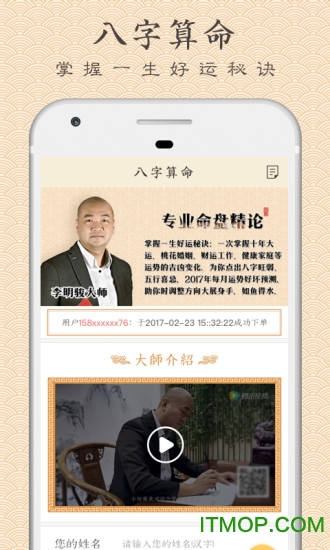 八字算命
掌握一生好运秘诀
八字算命
专业命盘精论
掌握一生好运秘诀：一次掌握十年大
运、桃花婚姻、财运工作、健康家庭等
运势的吉凶变化。为你点出八字旺弱，
五行喜忌，2017年每月运势好坏预测，
助你时调整方向大展身手，如鱼得水.
李明骏大师
用户158xxxxxx76：于2017-02-23 15:32:22成功下单
大師介紹
腾讯视频
您的姓名
请输入您的姓名(汉字)
ITMOP.COM